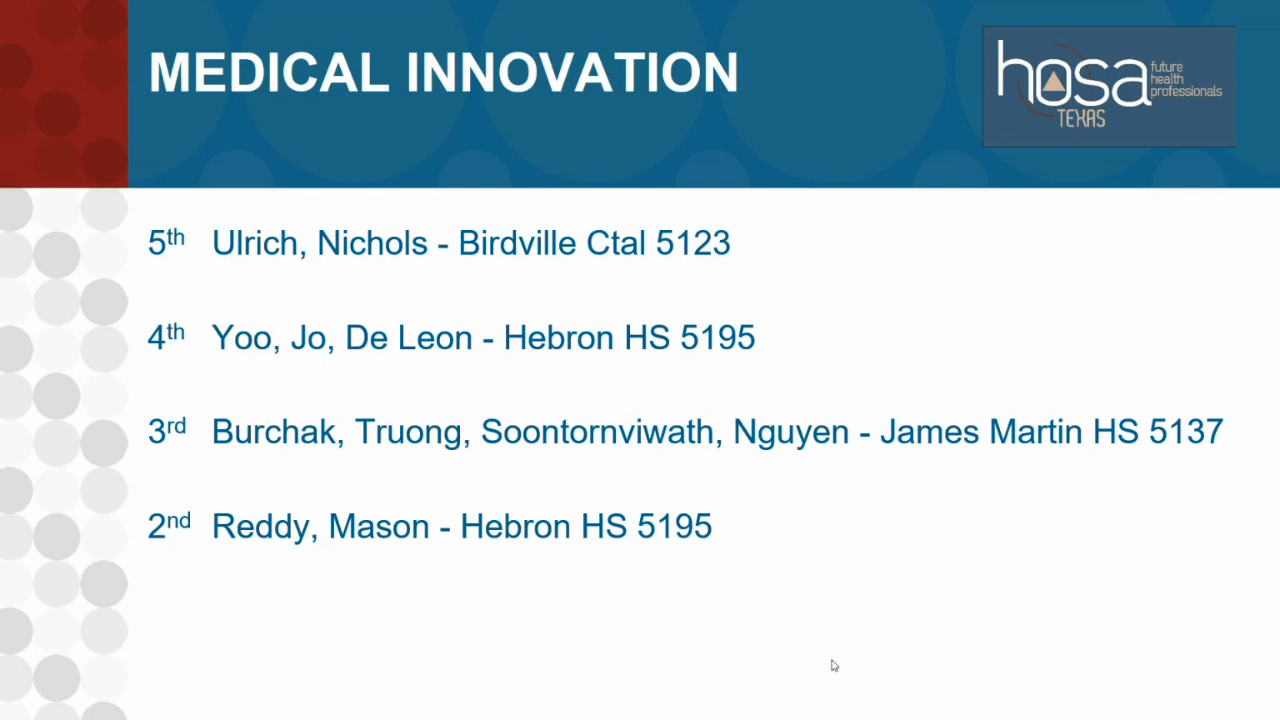 MEDICAL INNOVATION
hosa
future
health
professionals
TEXAS
5th Ulrich, Nichols - Birdville Ctal 5123
4th Yoo, Jo, De Leon - Hebron HS 5195
3rd Burchak, Truong, Soontornviwath, Nguyen - James Martin HS 5137
2nd Reddy, Mason - Hebron HS 5195